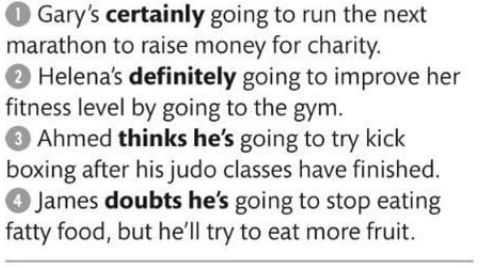 1 Gary's certainly going to run the next
marathon to raise money for charity.
2 Helena's definitely going to improve her
fitness level by going to the gym.
3 Ahmed thinks he's going to try kick
boxing after his judo classes have finished.
4 James doubts he's going to stop eating
fatty food, but he'll try to eat more fruit.